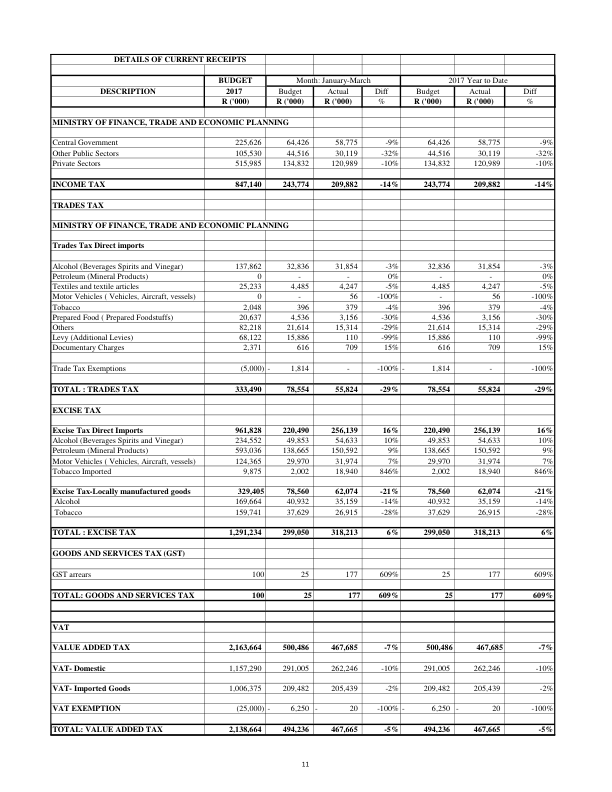 DETAILS OF CURRENT RECEIPTS
BUDGET Month: January-March 2017 Year to Date
DESCRIPTION 2017 Budget Actual Diff Budget Actual Diff
R ('000) R ('000) R ('000) % R ('000) R ('000) %
MINISTRY OF FINANCE, TRADE AND ECONOMIC PLANNING
Central Government 225,626 64,426 58,775 -9% 64,426 58,775 -9%
Other Public Sectors 105,530 44,516 30,119 -32% 44,516 30,119 -32%
Private Sectors 515,985 134,832 120,989 -10% 134,832 120,989 -10%
INCOME TAX 847,140 243,774 209,882 -14% 243,774 209,882 -14%
TRADES TAX
MINISTRY OF FINANCE, TRADE AND ECONOMIC PLANNING
Trades Tax Direct imports
Alcohol (Beverages Spirits and Vinegar) 137,862 32,836 31,854 -3% 32,836 31,854 -3%
Petroleum (Mineral Products) 0 - - 0% - - 0%
Textiles and textile articles 25,233 4,485 4,247 -5% 4,485 4,247 -5%
Motor Vehicles ( Vehicles, Aircraft, vessels) 0 - 56 -100% - 56 -100%
Tobacco 2,048 396 379 -4% 396 379 -4%
Prepared Food ( Prepared Foodstuffs) 20,637 4,536 3,156 -30% 4,536 3,156 -30%
Others 82,218 21,614 15,314 -29% 21,614 15,314 -29%
Levy (Additional Levies) 68,122 15,886 110 -99% 15,886 110 -99%
Documentary Charges 2,371 616 709 15% 616 709 15%
Trade Tax Exemptions (5,000) - 1,814 - -100% - 1,814 - -100%
TOTAL : TRADES TAX 333,490 78,554 55,824 -29% 78,554 55,824 -29%
EXCISE TAX
Excise Tax Direct Imports 961,828 220,490 256,139 16% 220,490 256,139 16%
Alcohol (Beverages Spirits and Vinegar) 234,552 49,853 54,633 10% 49,853 54,633 10%
Petroleum (Mineral Products) 593,036 138,665 150,592 9% 138,665 150,592 9%
Motor Vehicles ( Vehicles, Aircraft, vessels) 124,365 29,970 31,974 7% 29,970 31,974 7%
Tobacco Imported 9,875 2,002 18,940 846% 2,002 18,940 846%
Excise Tax-Locally manufactured goods 329,405 78,560 62,074 -21% 78,560 62,074 -21%
Alcohol 169,664 40,932 35,159 -14% 40,932 35,159 -14%
Tobacco 159,741 37,629 26,915 -28% 37,629 26,915 -28%
TOTAL : EXCISE TAX 1,291,234 299,050 318,213 6% 299,050 318,213 6%
GOODS AND SERVICES TAX (GST)
GST arrears 100 25 177 609% 25 177 609%
TOTAL: GOODS AND SERVICES TAX 100 25 177 609% 25 177 609%
VAT
VALUE ADDED TAX 2,163,664 500,486 467,685 -7% 500,486 467,685 -7%
VAT- Domestic 1,157,290 291,005 262,246 -10% 291,005 262,246 -10%
VAT- Imported Goods 1,006,375 209,482 205,439 -2% 209,482 205,439 -2%
VAT EXEMPTION (25,000) - 6,250 - 20 -100% - 6,250 - 20 -100%
TOTAL: VALUE ADDED TAX 2,138,664 494,236 467,665 -5% 494,236 467,665 -5%
11